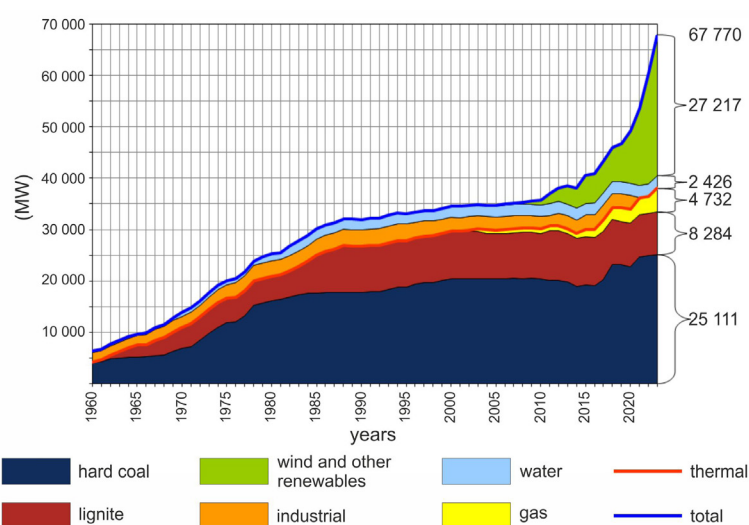 70 000
60 000
50 000
40 000
30 000
20 000
10 000
(MW)
67 770
27 217
2 426
4 732
8 284
25 111
1960
1965
1970
1975
1980
1985
1990
1995
2000
2005
2010
2015
2020
years
hard coal
wind and other
renewables
water
thermal
lignite
industrial
gas
total